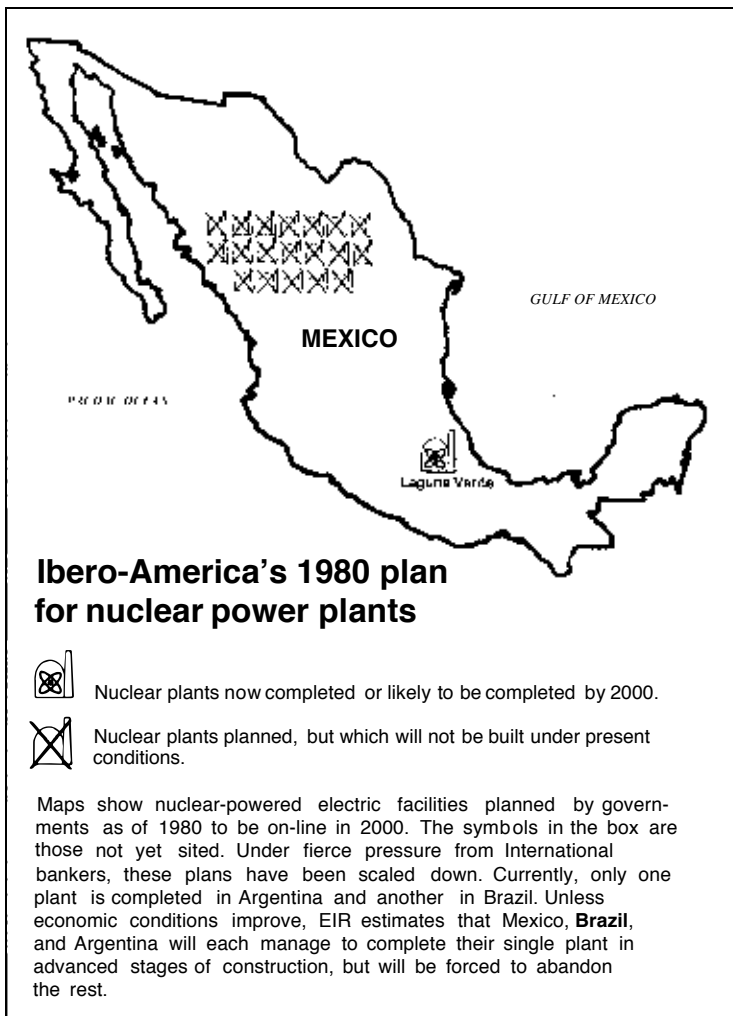 GULF OF MEXICO
MEXICO
PACIFIC OCEAN
Laguna Verde
Ibero-America's 1980 plan
for nuclear power plants
Nuclear plants now completed or likely to be completed by 2000.
Nuclear plants planned, but which will not be built under present
conditions.
Maps show nuclear-powered electric facilities planned by govern-
ments as of 1980 to be on-line in 2000. The symbols in the box are
those not yet sited. Under fierce pressure from International
bankers, these plans have been scaled down. Currently, only one
plant is completed in Argentina and another in Brazil. Unless
economic conditions improve, EIR estimates that Mexico, Brazil,
and Argentina will each manage to complete their single plant in
advanced stages of construction, but will be forced to abandon
the rest.